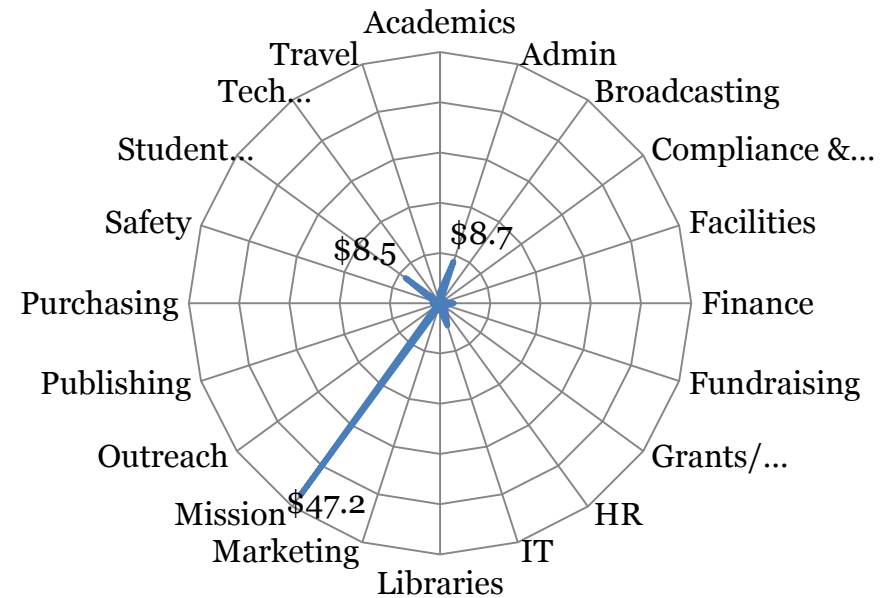 Academics
Travel
Admin
Tech...
Broadcasting
Student...
Compliance &...
Safety
Facilities
$8.5
$8.7
Purchasing
Finance
Publishing
Fundraising
Outreach
Grants/...
Mission
$47.2
HR
Marketing
IT
Libraries